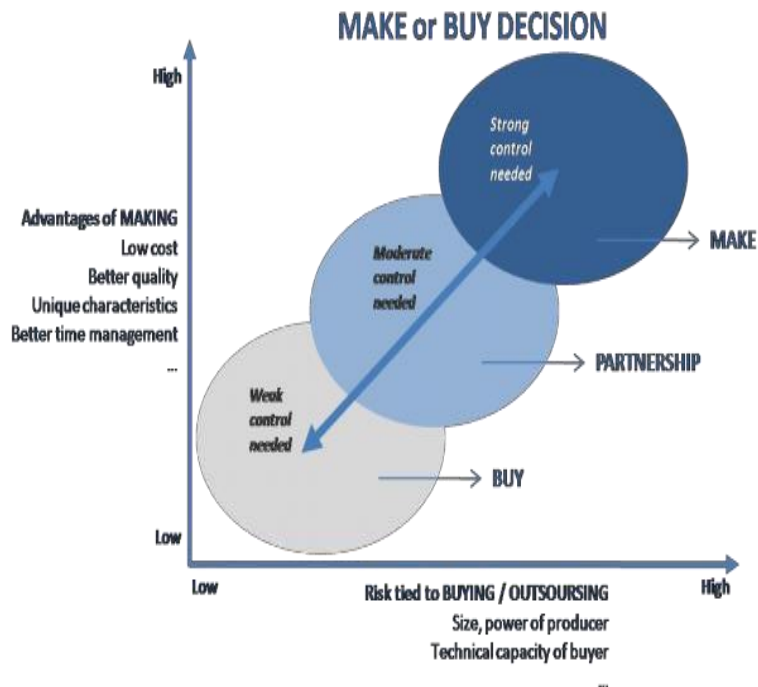 MAKE or BUY DECISION
High
Strong
control
needed
Advantages of MAKING
Low cost
Better quality
Unique characteristics
Better time management
...
MAKE
Moderate
control
needed
PARTNERSHIP
Weak
control
needed
BUY
Low
Low
High
Risk tied to BUYING / OUTSOURSING
Size, power of producer
Technical capacity of buyer
...